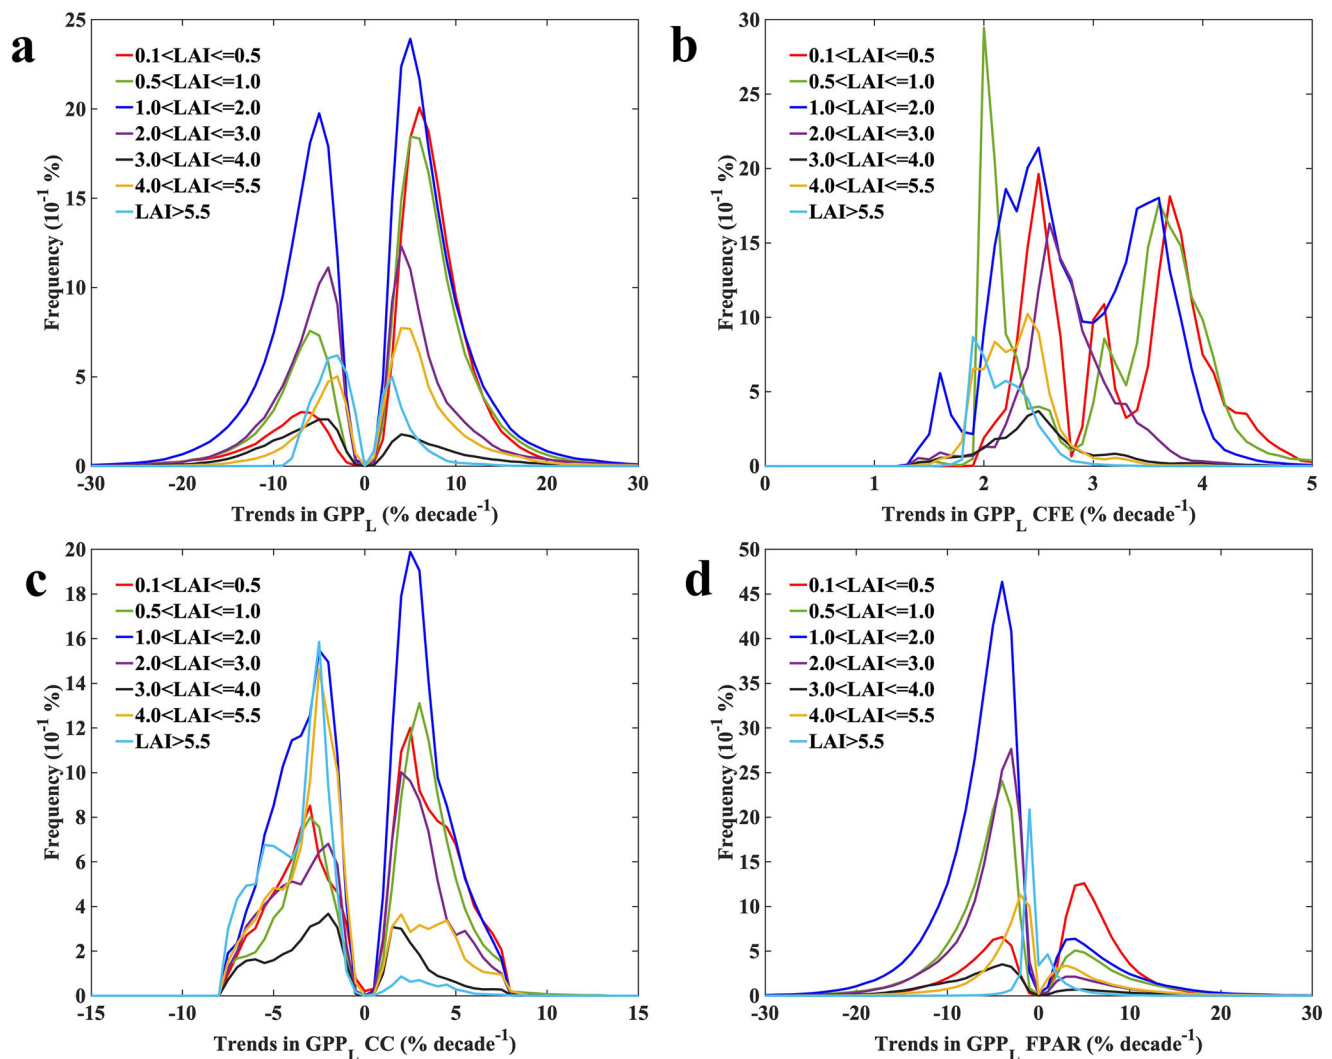 a
25
20
15
10
5
0
Frequency (10^-1 %)
0.1<LAI<=0.5
0.5<LAI<=1.0
1.0<LAI<=2.0
2.0<LAI<=3.0
3.0<LAI<=4.0
4.0<LAI<=5.5
LAI>5.5
-30 -20 -10 0 10 20 30
Trends in GPP_L (% decade^-1)
b
30
25
20
15
10
5
0
Frequency (10^-1 %)
0.1<LAI<=0.5
0.5<LAI<=1.0
1.0<LAI<=2.0
2.0<LAI<=3.0
3.0<LAI<=4.0
4.0<LAI<=5.5
LAI>5.5
0 1 2 3 4 5
Trends in GPP_L CFE (% decade^-1)
c
20
18
16
14
12
10
8
6
4
2
0
Frequency (10^-1 %)
0.1<LAI<=0.5
0.5<LAI<=1.0
1.0<LAI<=2.0
2.0<LAI<=3.0
3.0<LAI<=4.0
4.0<LAI<=5.5
LAI>5.5
-15 -10 -5 0 5 10 15
Trends in GPP_L CC (% decade^-1)
d
50
45
40
35
30
25
20
15
10
5
0
Frequency (10^-1 %)
0.1<LAI<=0.5
0.5<LAI<=1.0
1.0<LAI<=2.0
2.0<LAI<=3.0
3.0<LAI<=4.0
4.0<LAI<=5.5
LAI>5.5
-30 -20 -10 0 10 20 30
Trends in GPP_L FPAR (% decade^-1)